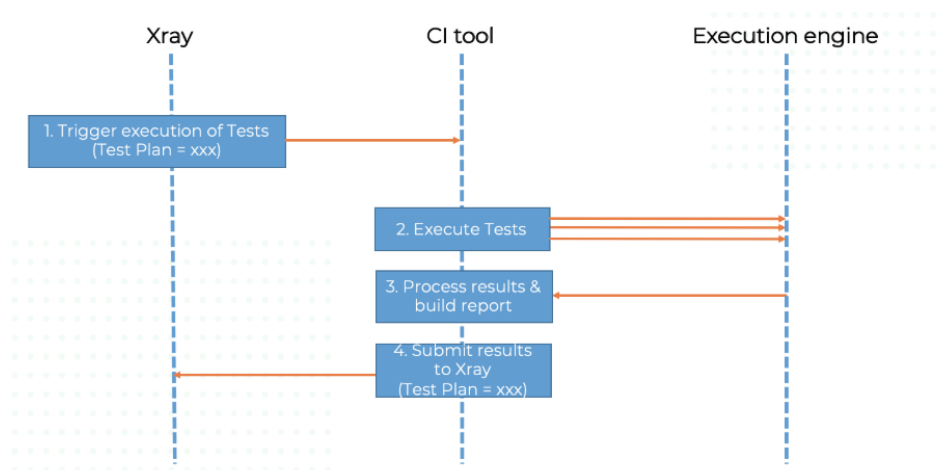 Xray
CI tool
Execution engine
1. Trigger execution of Tests
(Test Plan = xxx)
2. Execute Tests
3. Process results &
build report
4. Submit results
to Xray
(Test Plan = xxx)